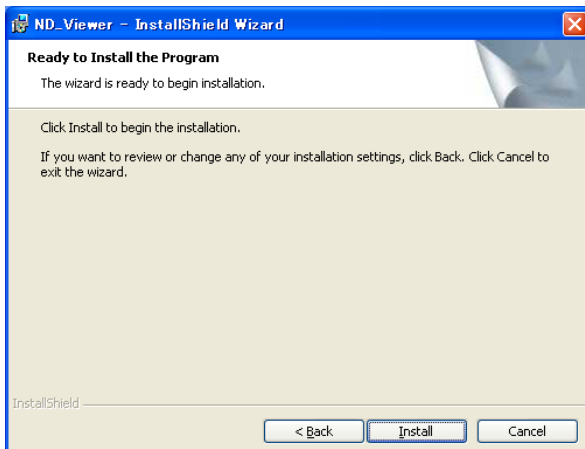 ND_Viewer - InstallShield Wizard
Ready to Install the Program
The wizard is ready to begin installation.
Click Install to begin the installation.
If you want to review or change any of your installation settings, click Back. Click Cancel to
exit the wizard.
InstallShield
< Back Install Cancel